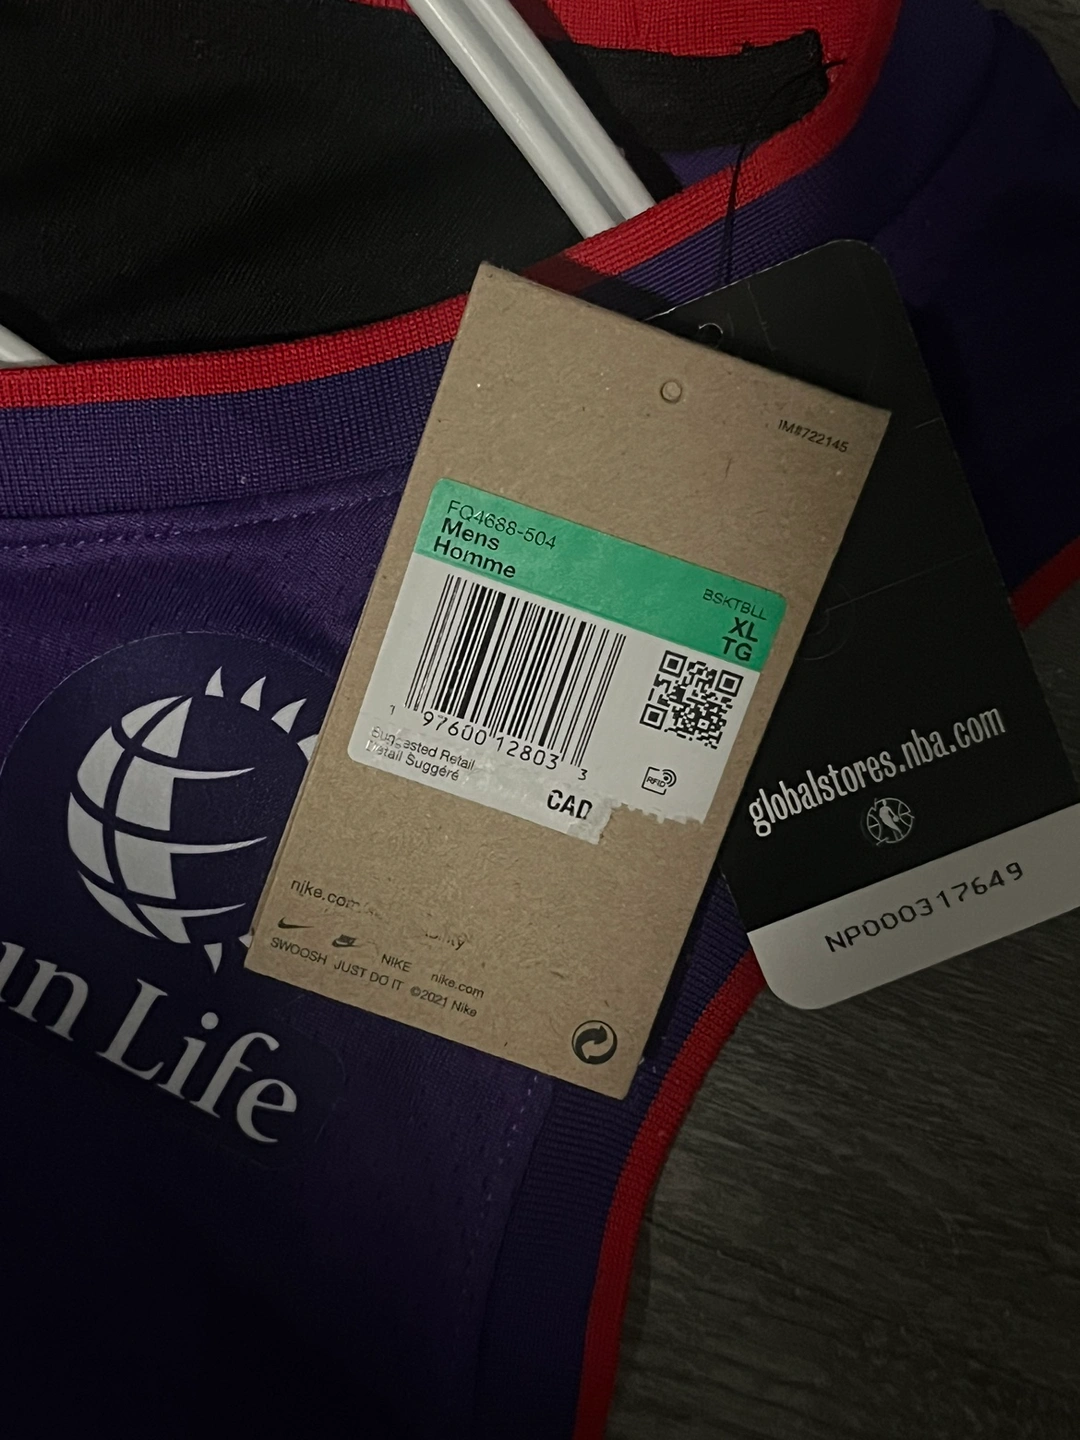 IM#722145
FQ4688-504
Mens
Homme
BSKTBLL
XL
TG
1 97600 12803 3
Suggested Retail
Détail Suggéré
RFID
CAD
nike.com
SWOOSH JUST DO IT NIKE nike.com
©2021 Nike
globalstores.nba.com
NP000317649
Life